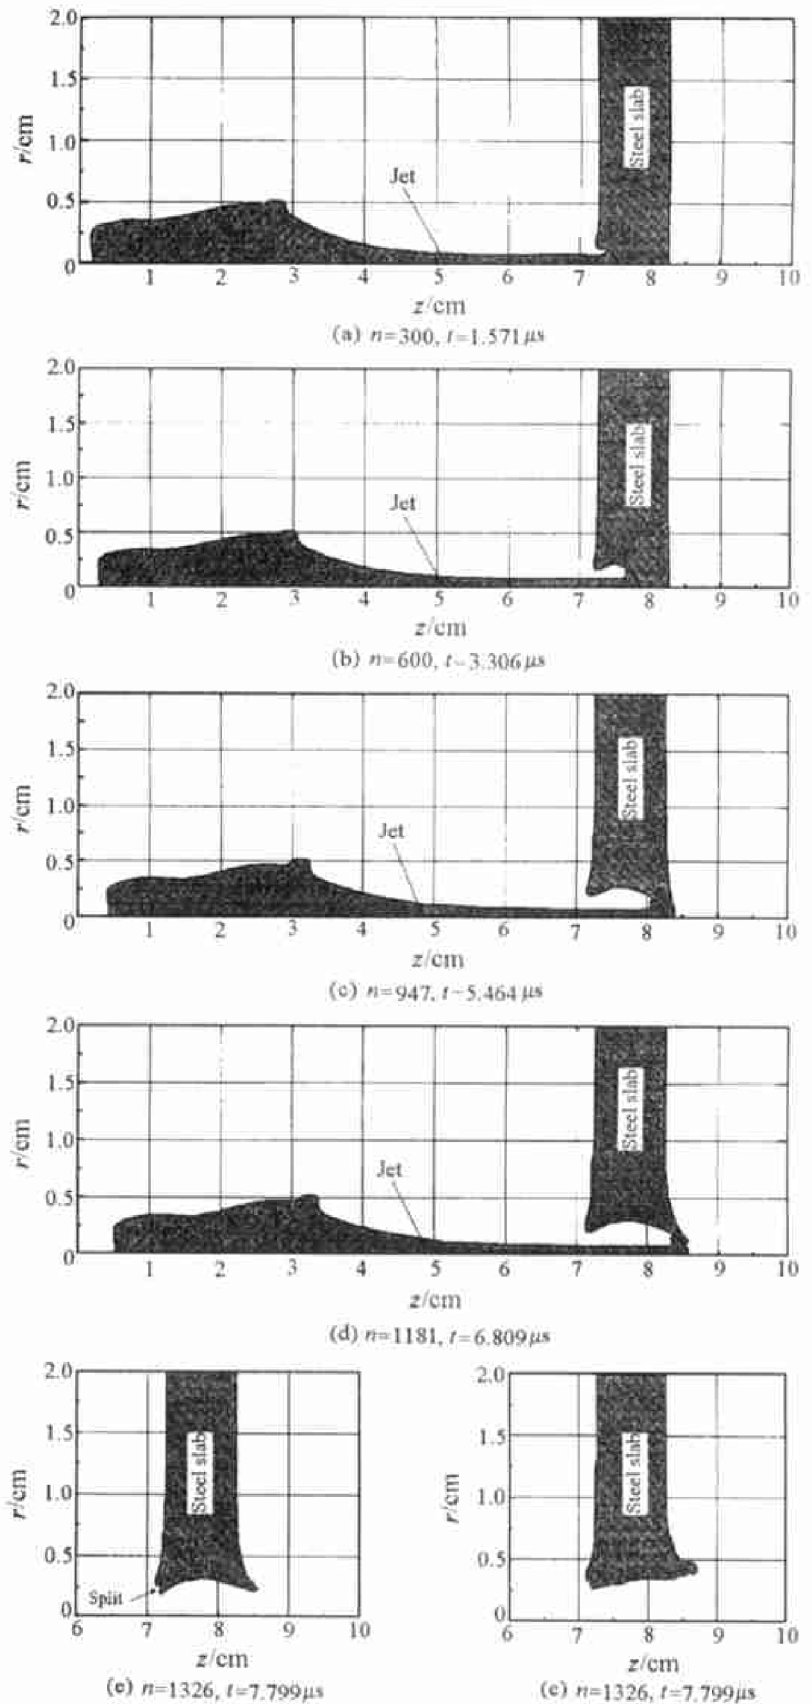 2.0
1.5
1.0
0.5
0
r/cm
Jet
Steel slab
1 2 3 4 5 6 7 8 9 10
z/cm
(a) n=300, t=1.571μs
2.0
1.5
1.0
0.5
0
r/cm
Jet
Steel slab
1 2 3 4 5 6 7 8 9 10
z/cm
(b) n=600, t-3.306μs
2.0
1.5
1.0
0.5
0
r/cm
Jet
Steel slab
1 2 3 4 5 6 7 8 9 10
z/cm
(c) n=947, t-5.464μs
2.0
1.5
1.0
0.5
0
r/cm
Jet
Steel slab
1 2 3 4 5 6 7 8 9 10
z/cm
(d) n=1181, t=6.809μs
2.0
1.5
1.0
0.5
0
r/cm
Steel slab
Split
6 7 8 9 10
z/cm
(e) n=1326, t=7.799μs
2.0
1.5
1.0
0.5
0
r/cm
Steel slab
6 7 8 9 10
z/cm
(e) n=1326, t=7.799μs